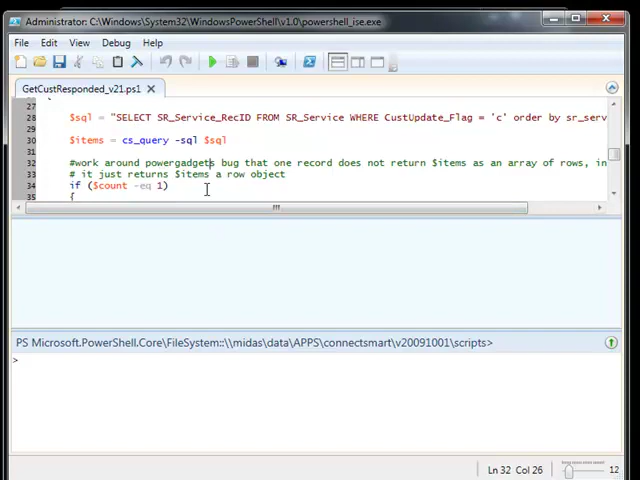 Administrator: C:\Windows\System32\WindowsPowerShell\v1.0\powershell_ise.exe
File Edit View Debug Help
GetCustResponded_v21.ps1
27
28 $sql = "SELECT SR_Service_RecID FROM SR_Service WHERE CustUpdate_Flag = 'c' order by sr_serv
29
30 $items = cs_query -sql $sql
31
32 #work around powergadgets bug that one record does not return $items as an array of rows, in
33 # it just returns $items a row object
34 if ($count -eq 1)
35 {
PS Microsoft.PowerShell.Core\FileSystem::\\midas\data\APPS\connectsmart\v20091001\scripts>
>
Ln 32 Col 26 12